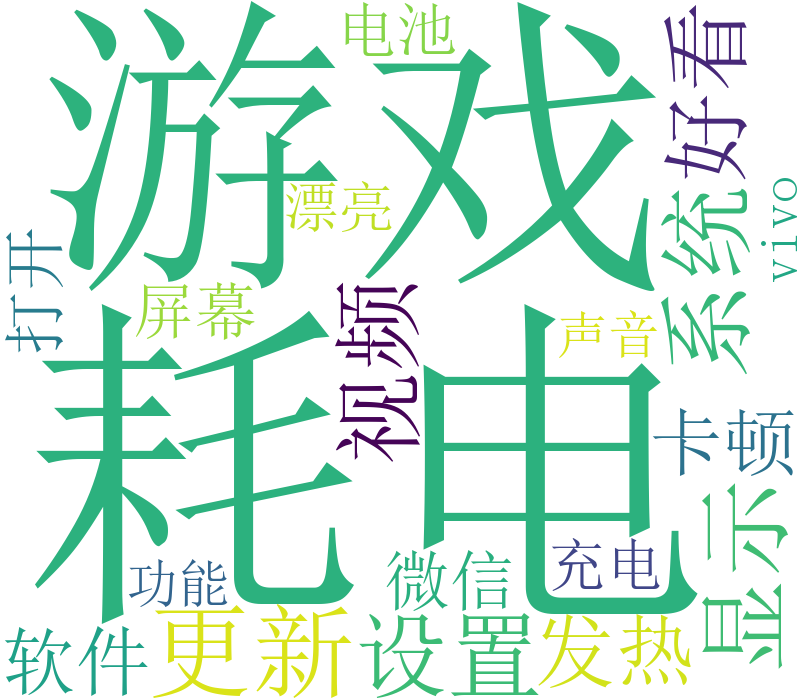 游戏
电池
好看
漂亮
系统
vivo
打开
屏幕
视频
声音
耗电
卡顿
显示
功能
微信
充电
软件
更新
设置
发热